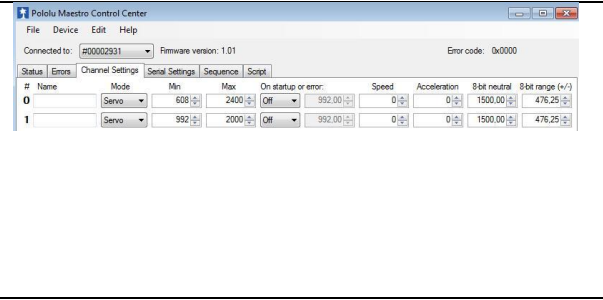 Pololu Maestro Control Center
File Device Edit Help
Connected to: #00002931 Firmware version: 1.01 Error code: 0x0000
Status Errors Channel Settings Serial Settings Sequence Script
# Name Mode Min Max On startup or error: Speed Acceleration 8-bit neutral 8-bit range (+/-)
0 Servo 608 2400 Off 992,00 0 0 1500,00 476,25
1 Servo 992 2000 Off 992,00 0 0 1500,00 476,25